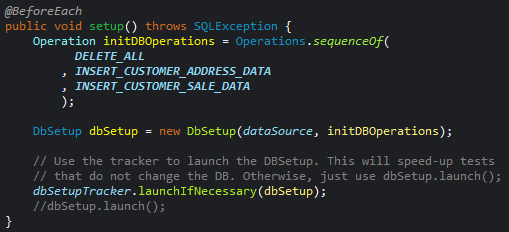 @BeforeEach
public void setup() throws SQLException {
Operation initDBOperations = Operations.sequenceOf(
DELETE_ALL
, INSERT_CUSTOMER_ADDRESS_DATA
, INSERT_CUSTOMER_SALE_DATA
);
DbSetup dbSetup = new DbSetup(dataSource, initDBOperations);
// Use the tracker to launch the DBSetup. This will speed-up tests
// that do not change the DB. Otherwise, just use dbSetup.launch();
dbSetupTracker.launchIfNecessary(dbSetup);
//dbSetup.launch();
}